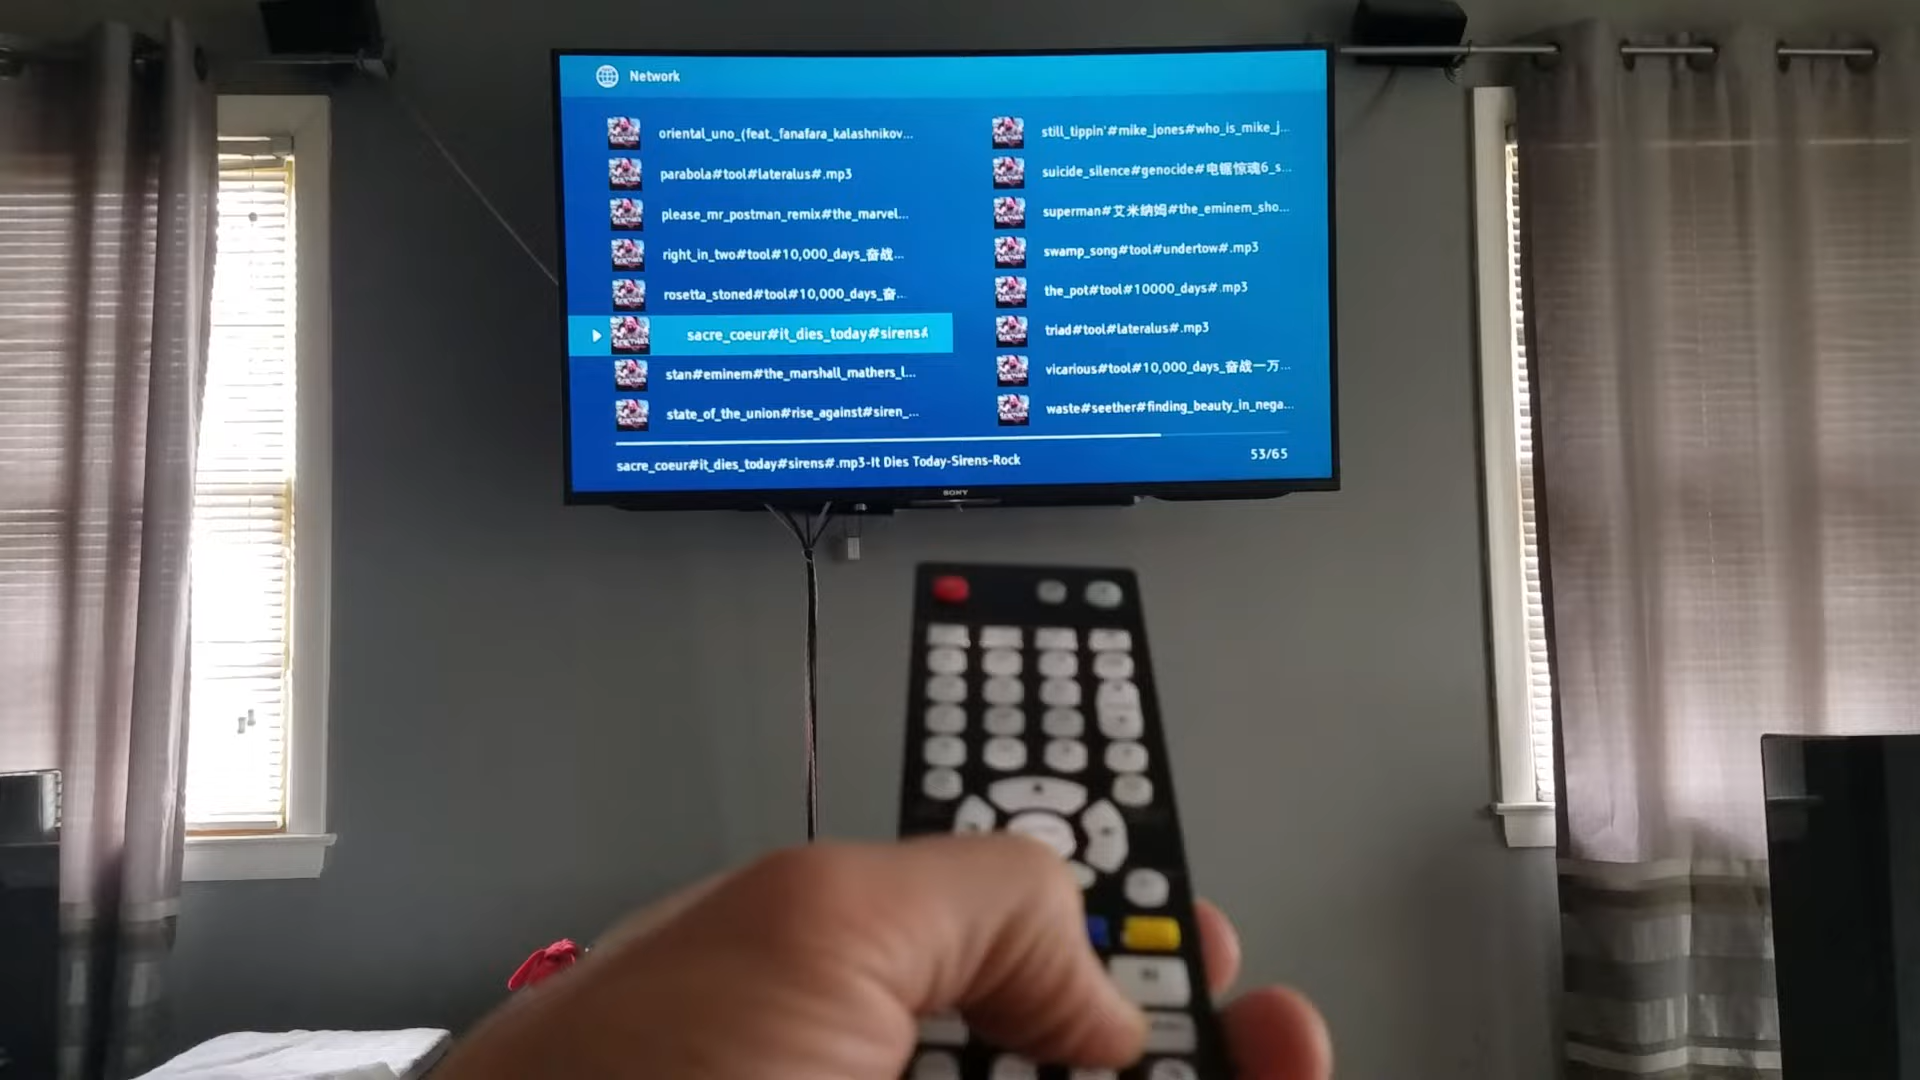 Network
oriental_uno_(feat._fanafara_kalashnikov...
parabola#tool#lateralus#.mp3
please_mr_postman_remix#the_marvel...
right_in_two#tool#10,000_days_奋战...
rosetta_stoned#tool#10,000_days_奋...
sacre_coeur#it_dies_today#sirens#
stan#eminem#the_marshall_mathers_l...
state_of_the_union#rise_against#siren_...
still_tippin'#mike_jones#who_is_mike_j...
suicide_silence#genocide#电锯惊魂6_s...
superman#艾米纳姆#the_eminem_sho...
swamp_song#tool#undertow#.mp3
the_pot#tool#10000_days#.mp3
triad#tool#lateralus#.mp3
vicarious#tool#10,000_days_奋战一万...
waste#seether#finding_beauty_in_nega...
sacre_coeur#it_dies_today#sirens#.mp3-It Dies Today-Sirens-Rock
53/65
SONY